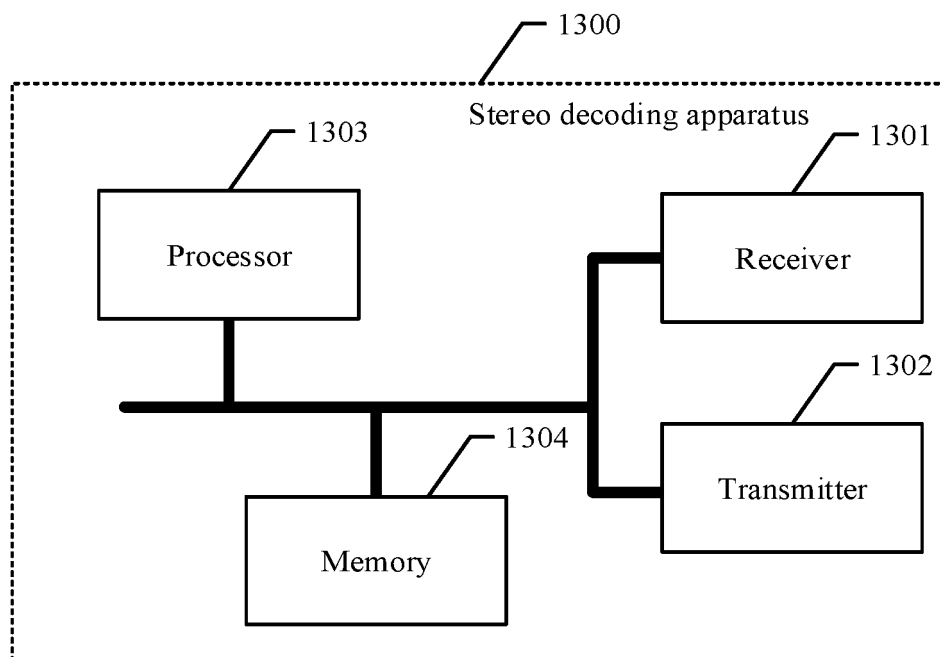 1300
Stereo decoding apparatus
1303
1301
Processor
Receiver
1302
1304
Transmitter
Memory